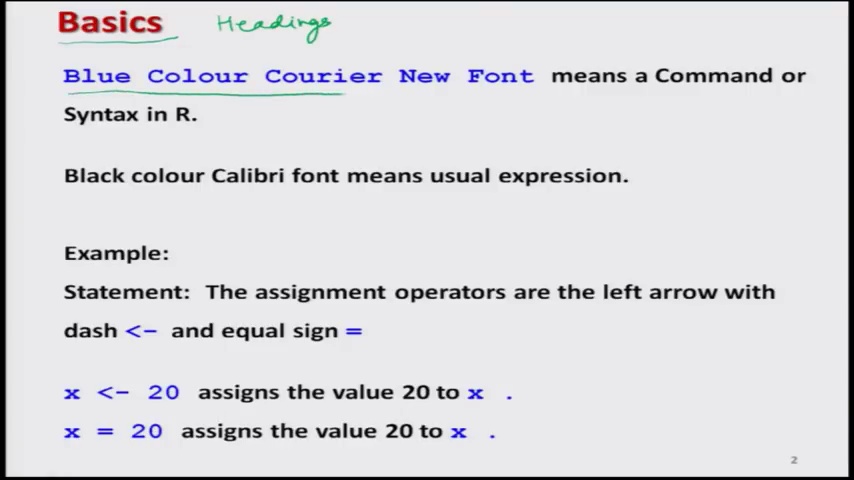 Basics Headings
Blue Colour Courier New Font means a Command or
Syntax in R.
Black colour Calibri font means usual expression.
Example:
Statement: The assignment operators are the left arrow with
dash <- and equal sign =
x <- 20 assigns the value 20 to x .
x = 20 assigns the value 20 to x .
2